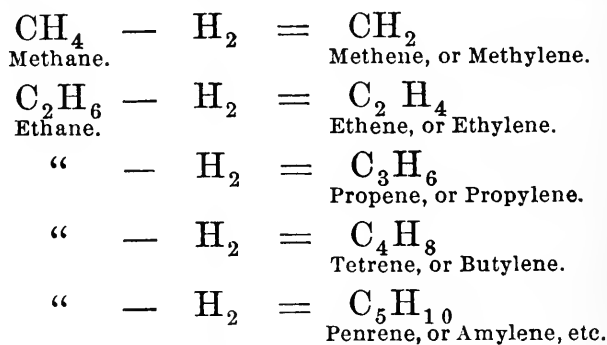 CH₄ — H₂ = CH₂
Methane. Methene, or Methylene.
C₂H₆ — H₂ = C₂ H₄
Ethane. Ethene, or Ethylene.
“ — H₂ = C₃H₆
Propene, or Propylene.
“ — H₂ = C₄H₈
Tetrene, or Butylene.
“ — H₂ = C₅H₁₀
Penrene, or Amylene, etc.